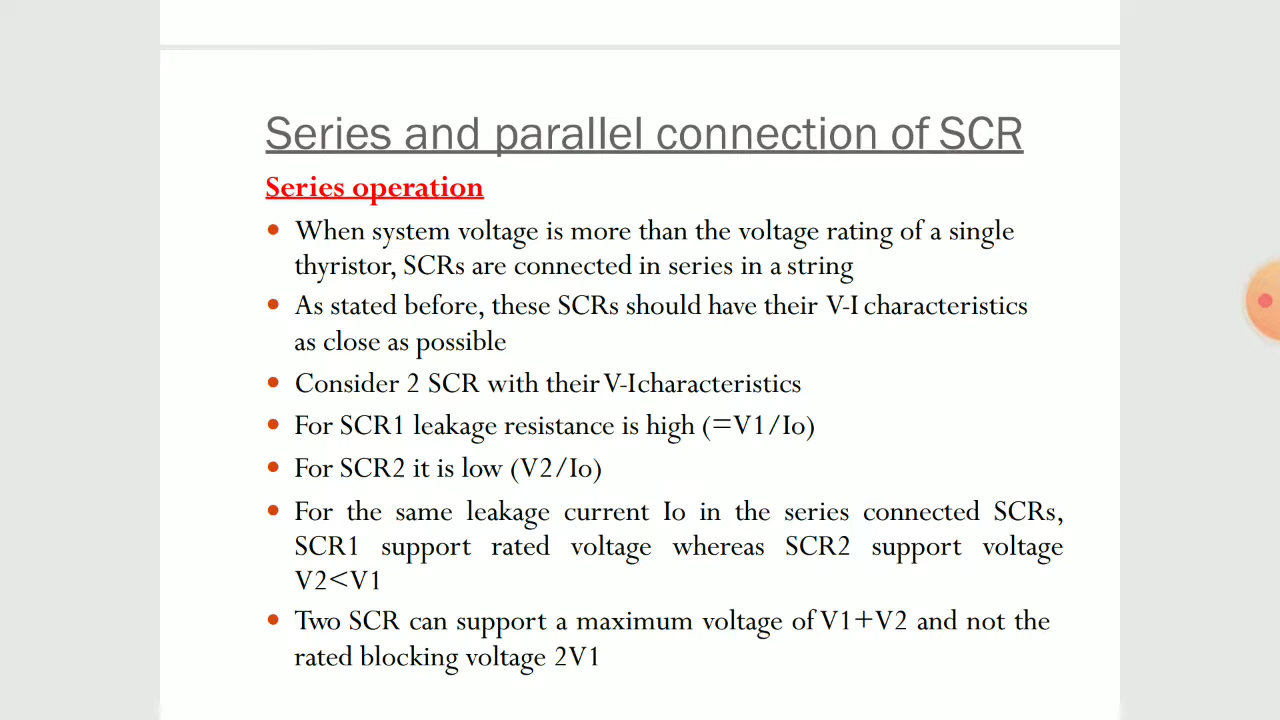 Series and parallel connection of SCR
Series operation
• When system voltage is more than the voltage rating of a single
thyristor, SCRs are connected in series in a string
• As stated before, these SCRs should have their V-I characteristics
as close as possible
• Consider 2 SCR with their V-Icharacteristics
• For SCR1 leakage resistance is high (=V1/Io)
• For SCR2 it is low (V2/Io)
• For the same leakage current Io in the series connected SCRs,
SCR1 support rated voltage whereas SCR2 support voltage
V2<V1
• Two SCR can support a maximum voltage of V1+V2 and not the
rated blocking voltage 2V1